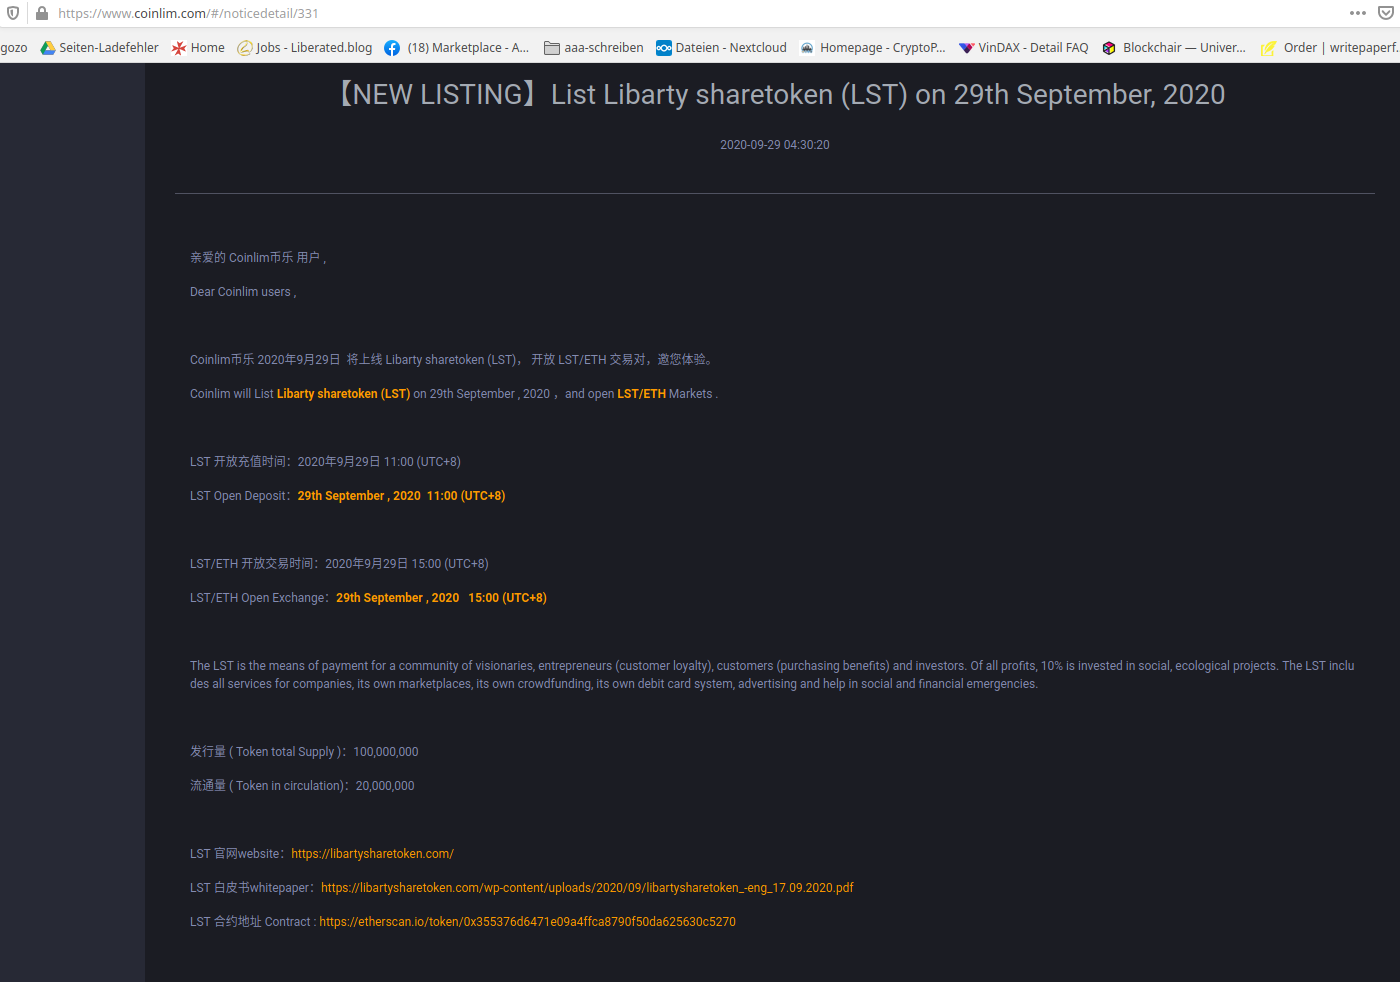 https://www.coinlim.com/#/noticedetail/331
gozo Seiten-Ladefehler Home Jobs - Liberated.blog (18) Marketplace - A... aaa-schreiben Dateien - Nextcloud Homepage - CryptoP... VinDAX - Detail FAQ Blockchair — Univer... Order | writepaperf.
【NEW LISTING】List Libarty sharetoken (LST) on 29th September, 2020
2020-09-29 04:30:20
亲爱的 Coinlim币乐 用户 ,
Dear Coinlim users ,
Coinlim币乐 2020年9月29日 将上线 Libarty sharetoken (LST)， 开放 LST/ETH 交易对，邀您体验。
Coinlim will List Libarty sharetoken (LST) on 29th September , 2020 ，and open LST/ETH Markets .
LST 开放充值时间：2020年9月29日 11:00 (UTC+8)
LST Open Deposit：29th September , 2020 11:00 (UTC+8)
LST/ETH 开放交易时间：2020年9月29日 15:00 (UTC+8)
LST/ETH Open Exchange：29th September , 2020 15:00 (UTC+8)
The LST is the means of payment for a community of visionaries, entrepreneurs (customer loyalty), customers (purchasing benefits) and investors. Of all profits, 10% is invested in social, ecological projects. The LST inclu
des all services for companies, its own marketplaces, its own crowdfunding, its own debit card system, advertising and help in social and financial emergencies.
发行量 ( Token total Supply )：100,000,000
流通量 ( Token in circulation)：20,000,000
LST 官网website：https://libartysharetoken.com/
LST 白皮书whitepaper：https://libartysharetoken.com/wp-content/uploads/2020/09/libartysharetoken_-eng_17.09.2020.pdf
LST 合约地址 Contract : https://etherscan.io/token/0x355376d6471e09a4ffca8790f50da625630c5270